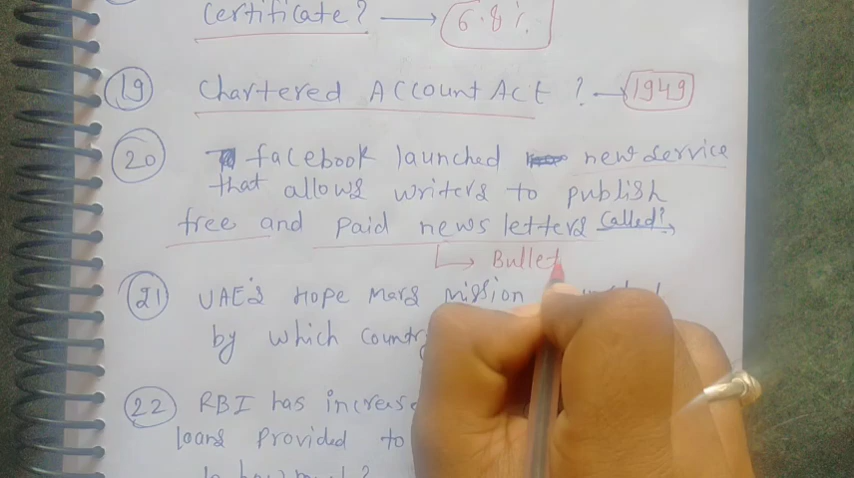 certificate? → 6.8%
19 Chartered Account Act? → 1949
20 facebook launched new service
that allows writers to publish
free and paid news letters called?
→ Bullet
21 UAE's Hope Mars mission
by which country
22 RBI has increase
loans provided to